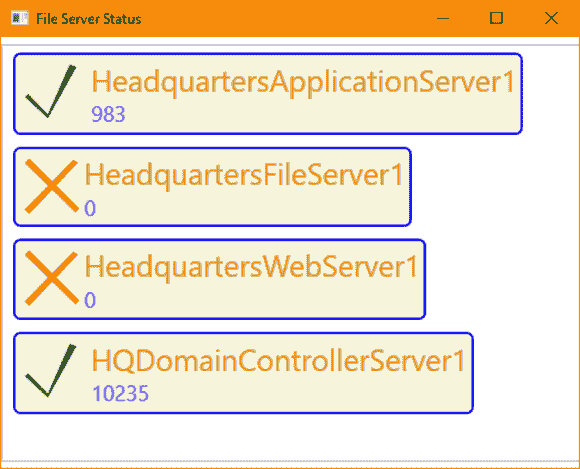 File Server Status
HeadquartersApplicationServer1
983
HeadquartersFileServer1
0
HeadquartersWebServer1
0
HQDomainControllerServer1
10235